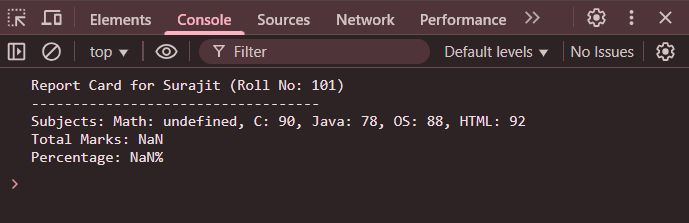 Elements Console Sources Network Performance
top Filter Default levels No Issues
Report Card for Surajit (Roll No: 101)
------------------------------------
Subjects: Math: undefined, C: 90, Java: 78, OS: 88, HTML: 92
Total Marks: NaN
Percentage: NaN%